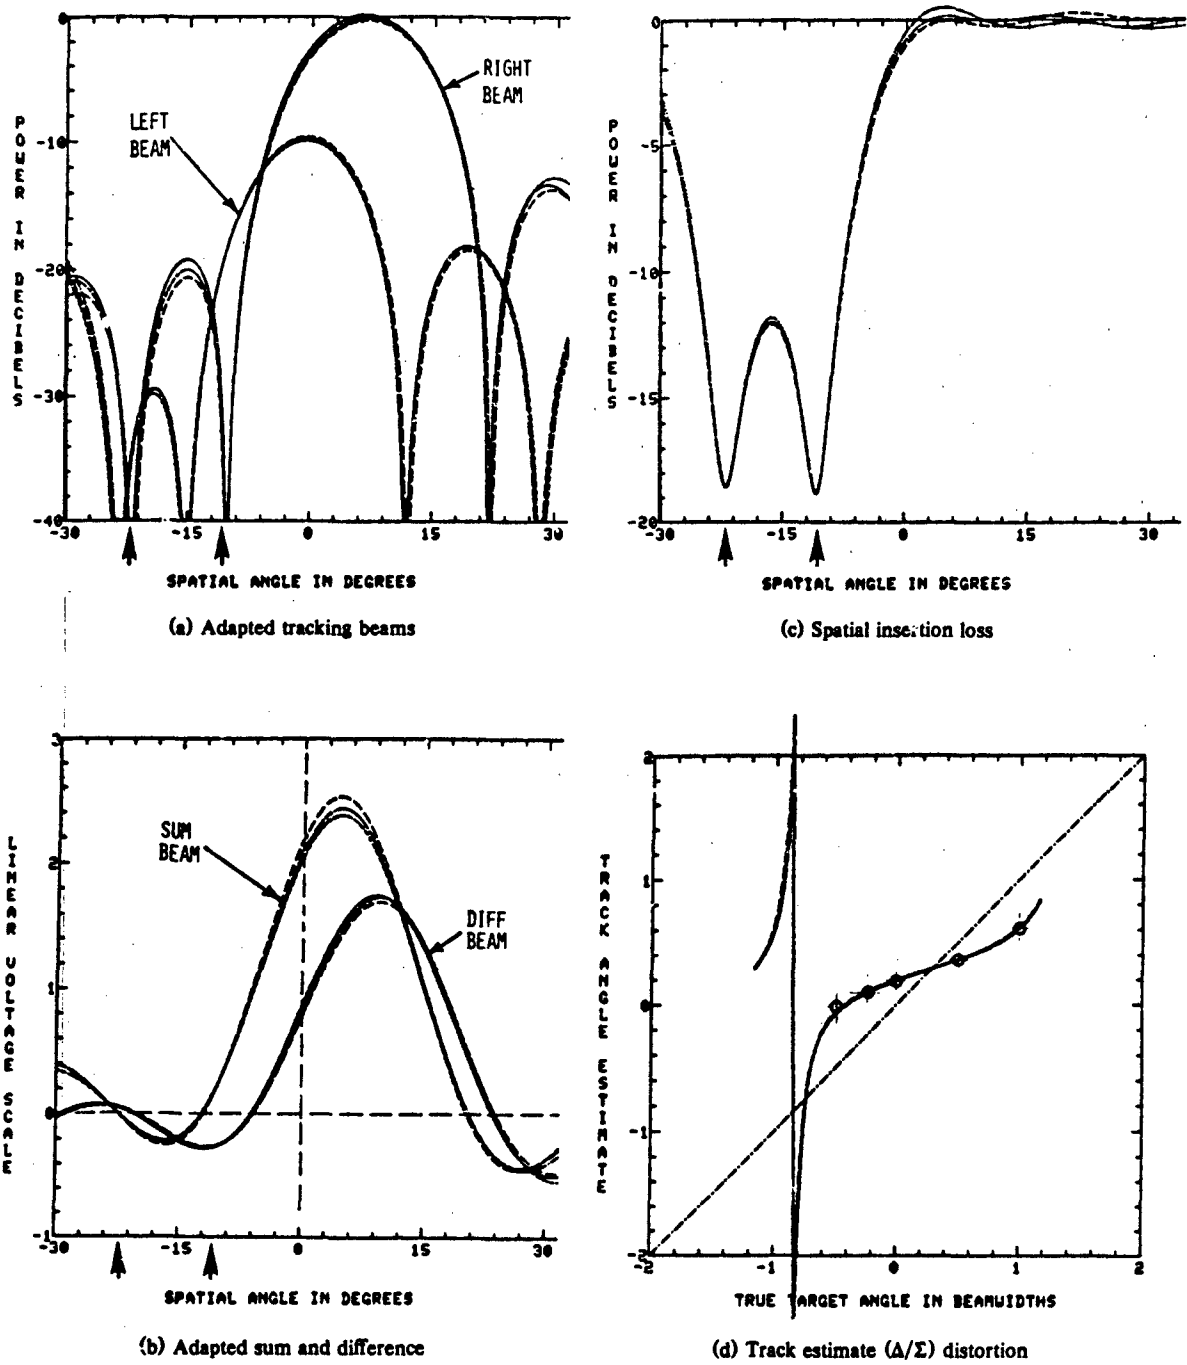 0
-10
-20
-30
-40
POWER IN DECIBELS
LEFT
BEAM
RIGHT
BEAM
-30
-15
0
15
30
SPATIAL ANGLE IN DEGREES
(a) Adapted tracking beams
0
-5
-10
-15
-20
POWER IN DECIBELS
-30
-15
0
15
30
SPATIAL ANGLE IN DEGREES
(c) Spatial insertion loss
3
2
1
0
-1
LINEAR VOLTAGE SCALE
SUM
BEAM
DIFF
BEAM
-30
-15
0
15
30
SPATIAL ANGLE IN DEGREES
(b) Adapted sum and difference
2
1
0
-1
-2
TRACK ANGLE ESTIMATE
-2
-1
0
1
2
TRUE TARGET ANGLE IN BEAMWIDTHS
(d) Track estimate (Δ/Σ) distortion